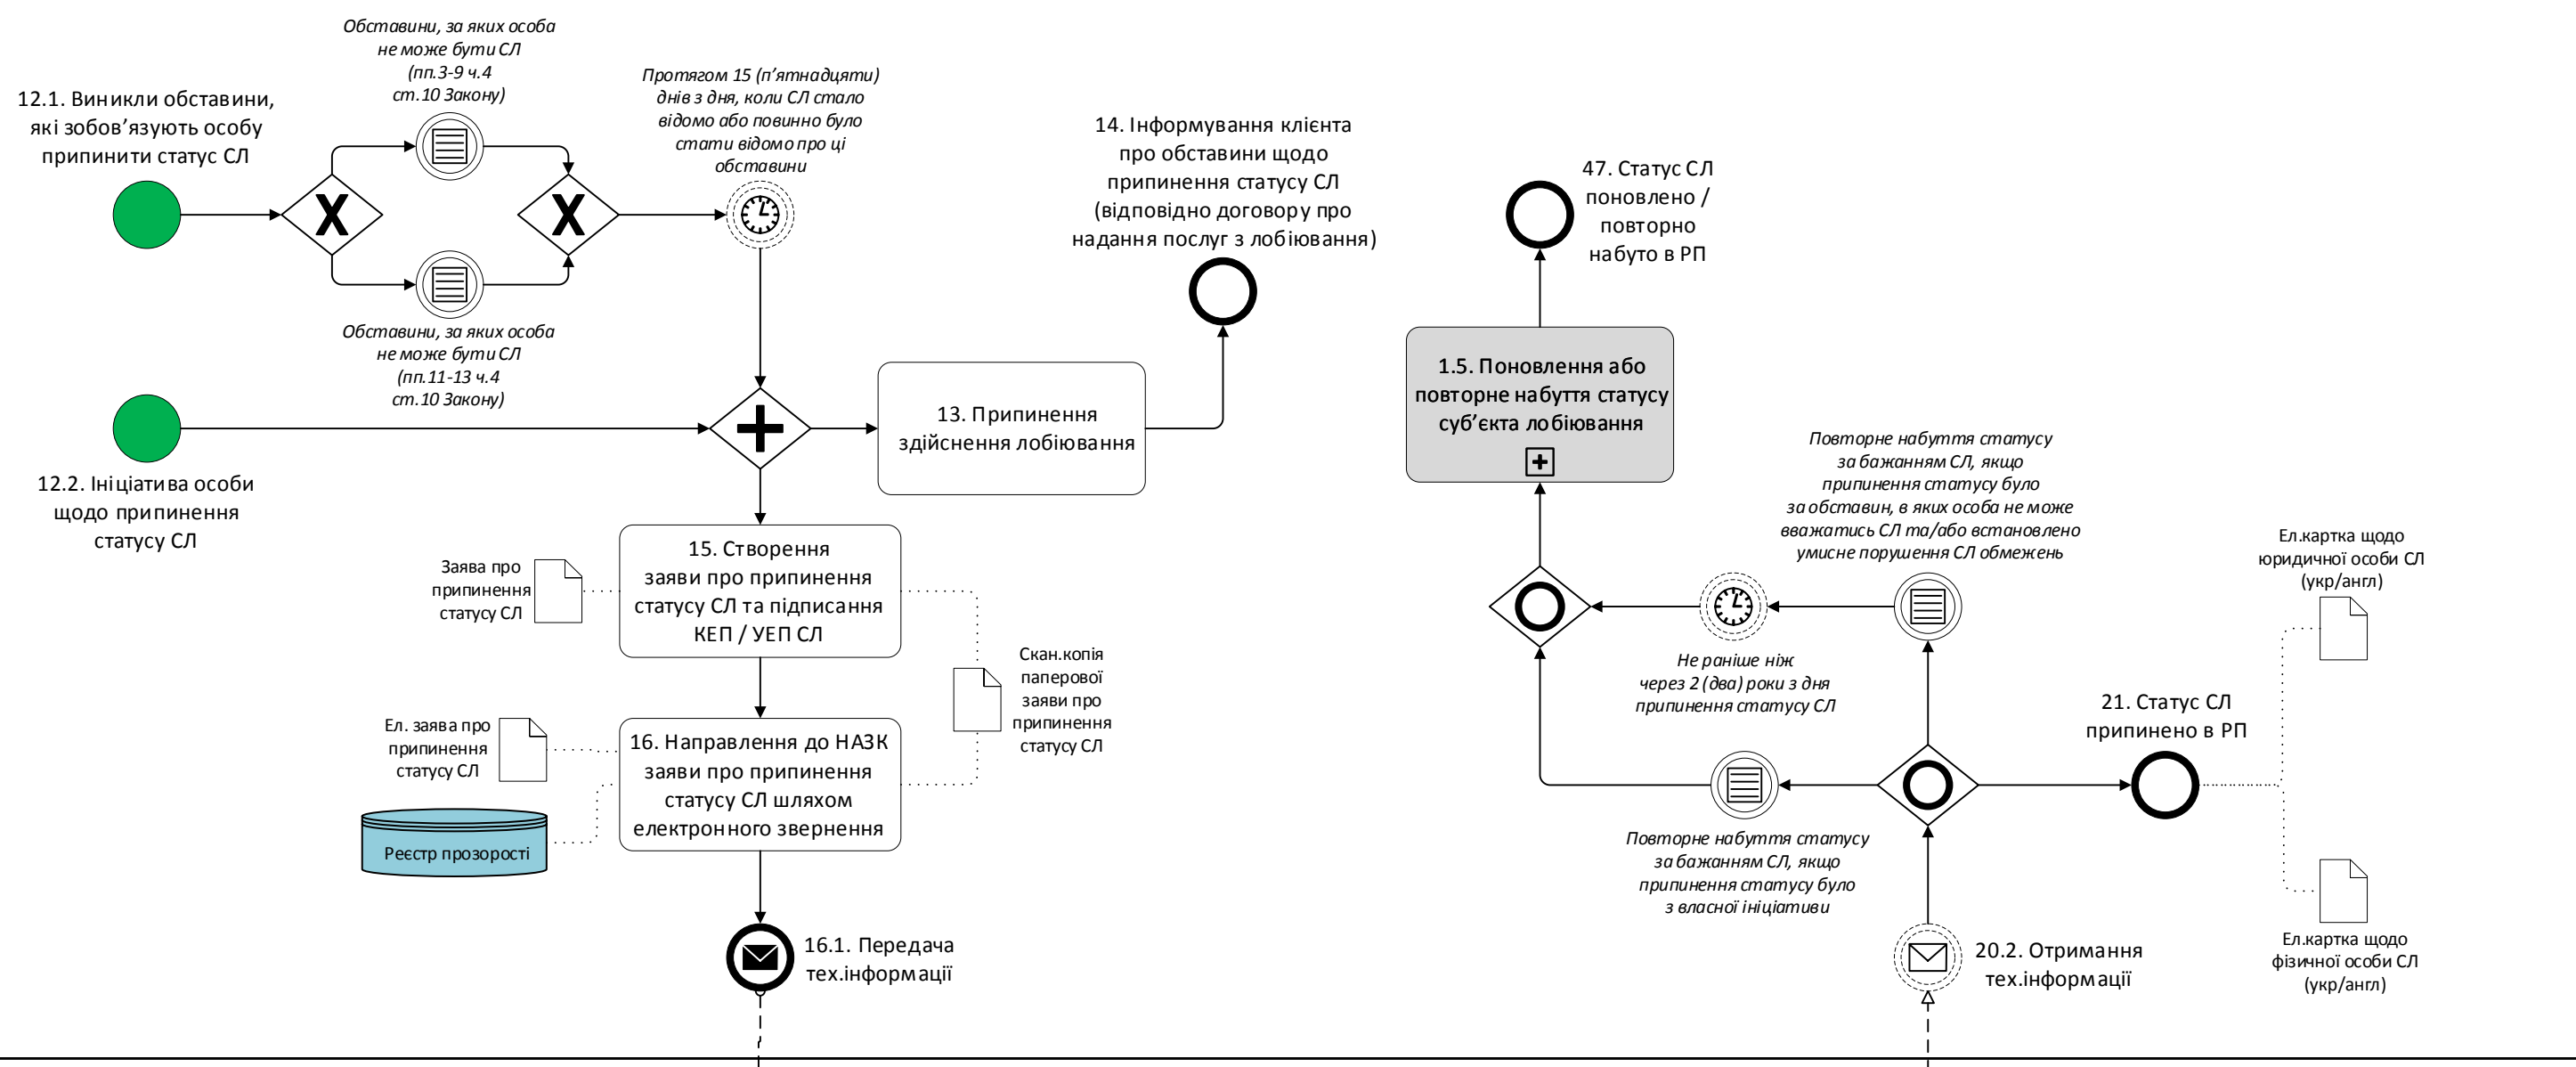 Обставини, за яких особа
не може бути СЛ
(пп.3-9 ч.4
ст.10 Закону)
12.1. Виникли обставини,
які зобов’язують особу
припинити статус СЛ
Протягом 15 (п’ятнадцяти)
днів з дня, коли СЛ стало
відомо або повинно було
стати відомо про ці
обставини
Обставини, за яких особа
не може бути СЛ
(пп.11-13 ч.4
ст.10 Закону)
12.2. Ініціатива особи
щодо припинення
статусу СЛ
13. Припинення
здійснення лобіювання
14. Інформування клієнта
про обставини щодо
припинення статусу СЛ
(відповідно договору про
надання послуг з лобіювання)
15. Створення
заяви про припинення
статусу СЛ та підписання
КЕП / УЕП СЛ
Заява про
припинення
статусу СЛ
Скан.копія
паперової
заяви про
припинення
статусу СЛ
Ел. заява про
припинення
статусу СЛ
16. Направлення до НАЗК
заяви про припинення
статусу СЛ шляхом
електронного звернення
Реєстр прозорості
16.1. Передача
тех.інформації
47. Статус СЛ
поновлено /
повторно
набуто в РП
1.5. Поновлення або
повторне набуття статусу
суб’єкта лобіювання
Повторне набуття статусу
за бажанням СЛ, якщо
припинення статусу було
за обставин, в яких особа не може
вважатись СЛ та/або встановлено
умисне порушення СЛ обмежень
Не раніше ніж
через 2 (два) роки з дня
припинення статусу СЛ
Повторне набуття статусу
за бажанням СЛ, якщо
припинення статусу було
з власної ініціативи
21. Статус СЛ
припинено в РП
Ел.картка щодо
юридичної особи СЛ
(укр/англ)
Ел.картка щодо
фізичної особи СЛ
(укр/англ)
20.2. Отримання
тех.інформації